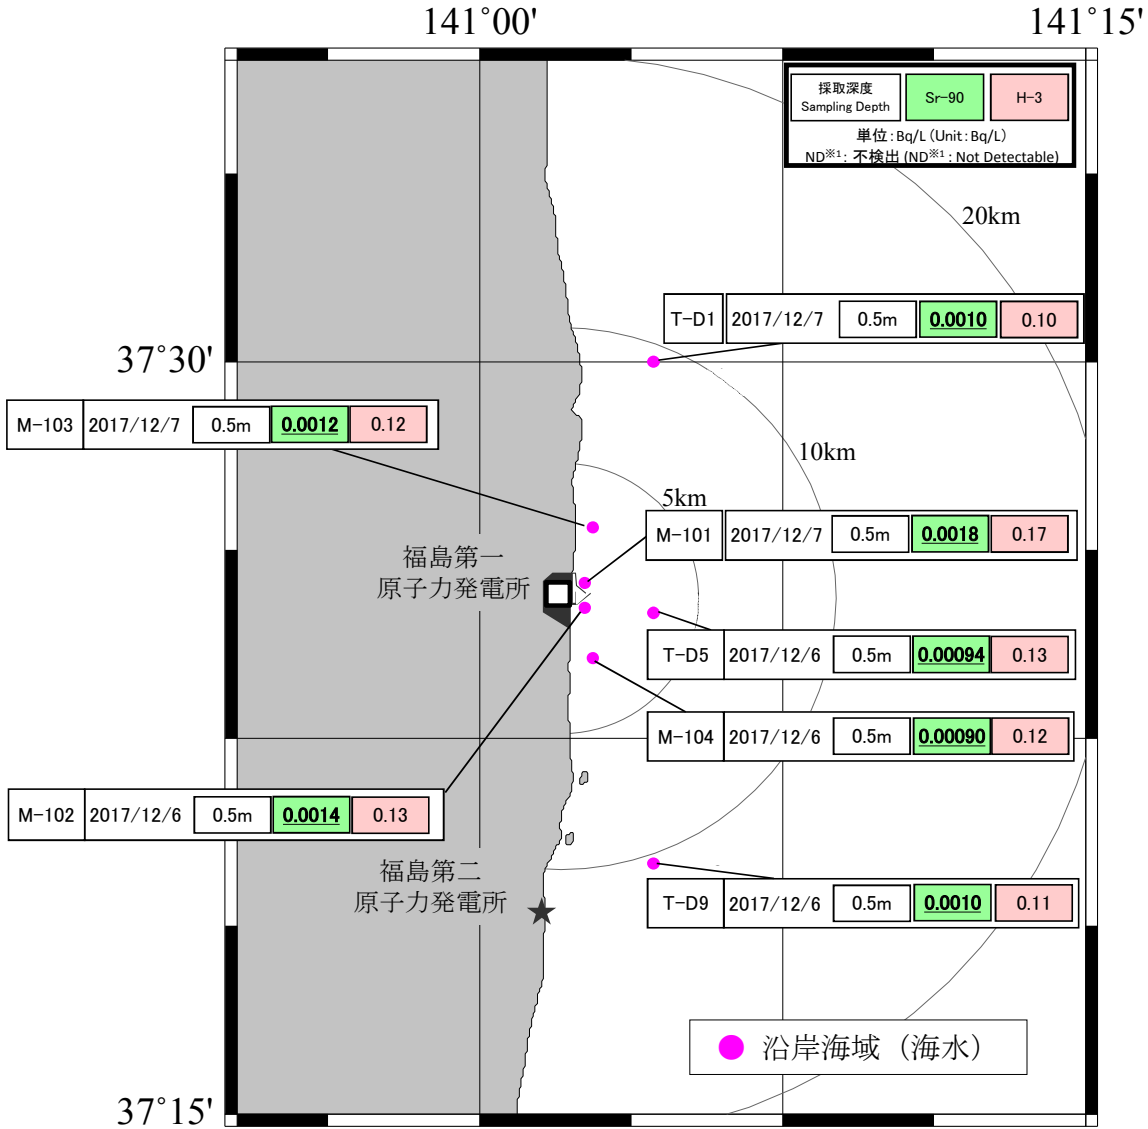 141°00'
141°15'
採取深度
Sampling Depth
Sr-90
H-3
単位:Bq/L (Unit:Bq/L)
ND※1: 不検出 (ND※1 : Not Detectable)
20km
T-D1 2017/12/7 0.5m 0.0010 0.10
37°30'
M-103 2017/12/7 0.5m 0.0012 0.12
10km
5km
M-101 2017/12/7 0.5m 0.0018 0.17
福島第一
原子力発電所
T-D5 2017/12/6 0.5m 0.00094 0.13
M-104 2017/12/6 0.5m 0.00090 0.12
M-102 2017/12/6 0.5m 0.0014 0.13
福島第二
原子力発電所
T-D9 2017/12/6 0.5m 0.0010 0.11
沿岸海域（海水）
37°15'